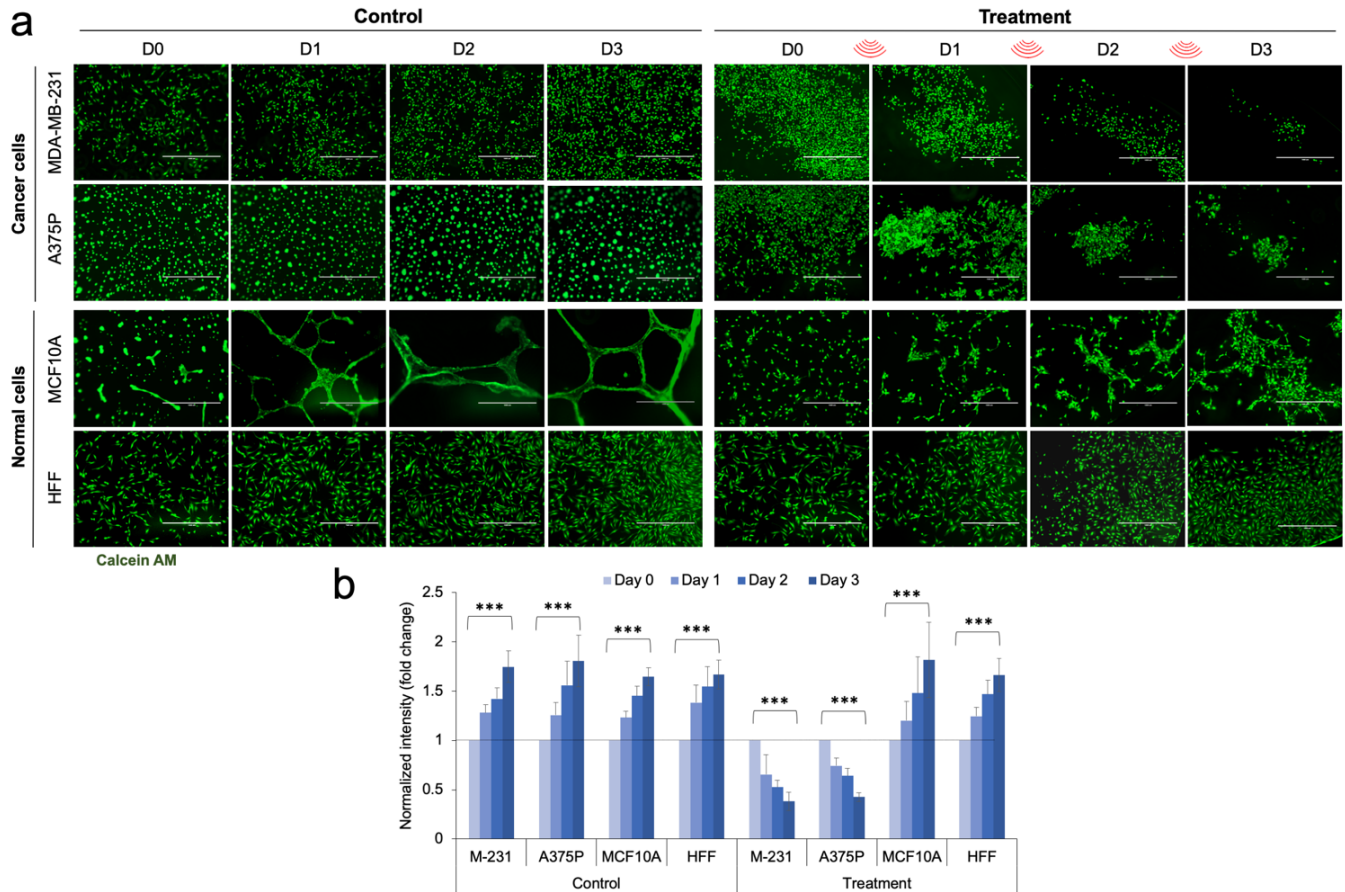 a
Control
Treatment
D0 D1 D2 D3 D0 D1 D2 D3
Cancer cells
MDA-MB-231
A375P
Normal cells
MCF10A
HFF
Calcein AM
b
Day 0 Day 1 Day 2 Day 3
Normalized intensity (fold change)
2.5
2
1.5
1
0.5
0
*** *** *** *** *** *** *** ***
M-231 A375P MCF10A HFF M-231 A375P MCF10A HFF
Control Treatment